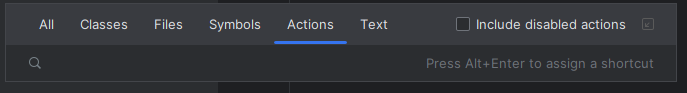 All Classes Files Symbols Actions Text Include disabled actions
Press Alt+Enter to assign a shortcut